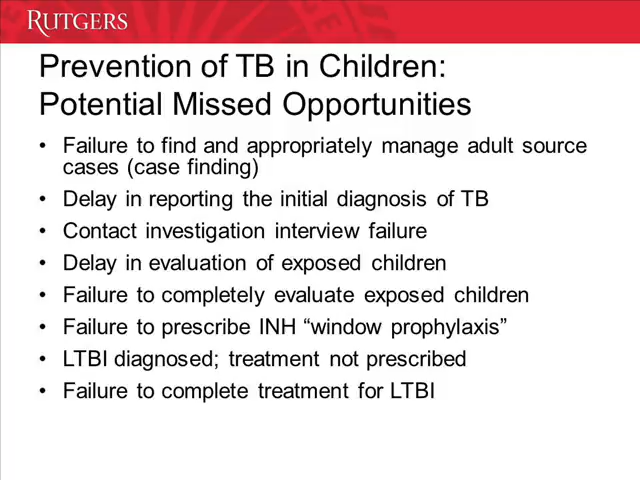 RUTGERS
Prevention of TB in Children:
Potential Missed Opportunities
• Failure to find and appropriately manage adult source
cases (case finding)
• Delay in reporting the initial diagnosis of TB
• Contact investigation interview failure
• Delay in evaluation of exposed children
• Failure to completely evaluate exposed children
• Failure to prescribe INH “window prophylaxis”
• LTBI diagnosed; treatment not prescribed
• Failure to complete treatment for LTBI